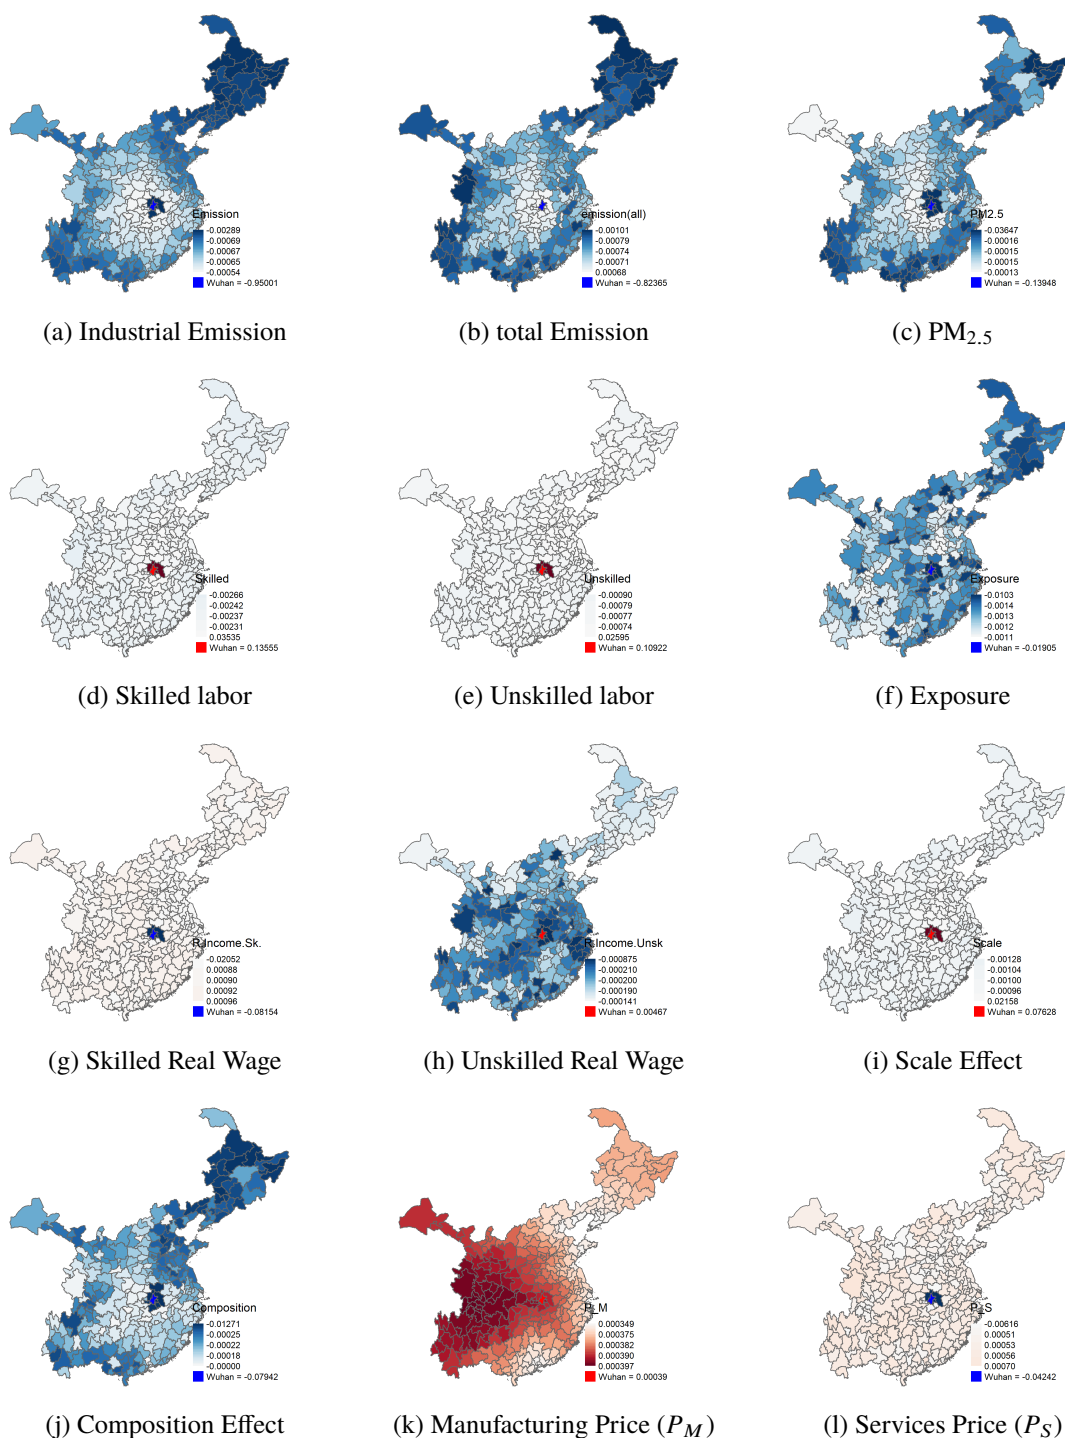 Emission
-0.00289
-0.00069
-0.00067
-0.00065
-0.00054
Wuhan = -0.95001
emission(all)
-0.00101
-0.00079
-0.00074
-0.00071
0.00068
Wuhan = -0.82365
PM2.5
-0.03647
-0.00016
-0.00015
-0.00013
Wuhan = -0.13948
(a) Industrial Emission
(b) total Emission
(c) PM2.5
Skilled
-0.00266
-0.00242
-0.00237
-0.00231
0.03535
Wuhan = 0.13555
Unskilled
-0.00090
-0.00079
-0.00077
-0.00074
0.02595
Wuhan = 0.10922
Exposure
0.0103
-0.0014
-0.0013
-0.0012
-0.0011
Wuhan = -0.01905
(d) Skilled labor
(e) Unskilled labor
(f) Exposure
R.Income.Sk.
-0.02052
0.00088
0.00090
0.00092
0.00096
Wuhan = -0.08154
R.Income.Unsk
-0.000875
-0.000210
-0.000200
-0.000190
-0.000141
Wuhan = 0.00467
Scale
-0.00128
-0.00104
-0.00100
-0.00096
0.02158
Wuhan = 0.07628
(g) Skilled Real Wage
(h) Unskilled Real Wage
(i) Scale Effect
Composition
-0.01271
-0.00025
-0.00022
-0.00018
-0.00000
Wuhan = -0.07942
P_M
0.000349
0.000375
0.000382
0.000390
0.000397
Wuhan = 0.00039
P_S
-0.00616
0.00051
0.00053
0.00056
0.00070
Wuhan = -0.04242
(j) Composition Effect
(k) Manufacturing Price (P_M)
(l) Services Price (P_S)